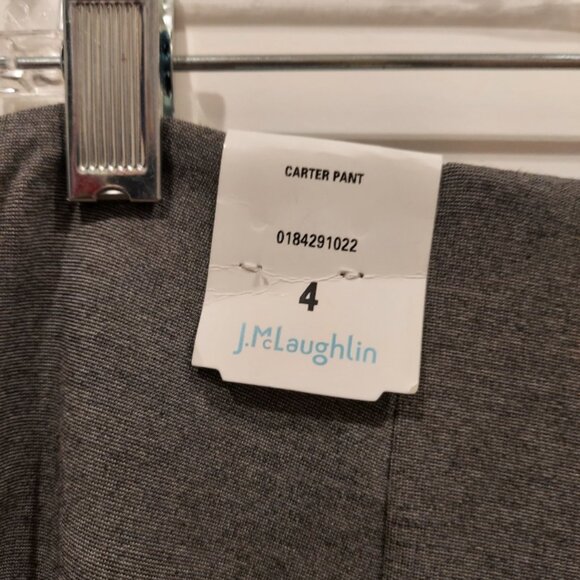 CARTER PANT
0184291022
4
J.McLaughlin